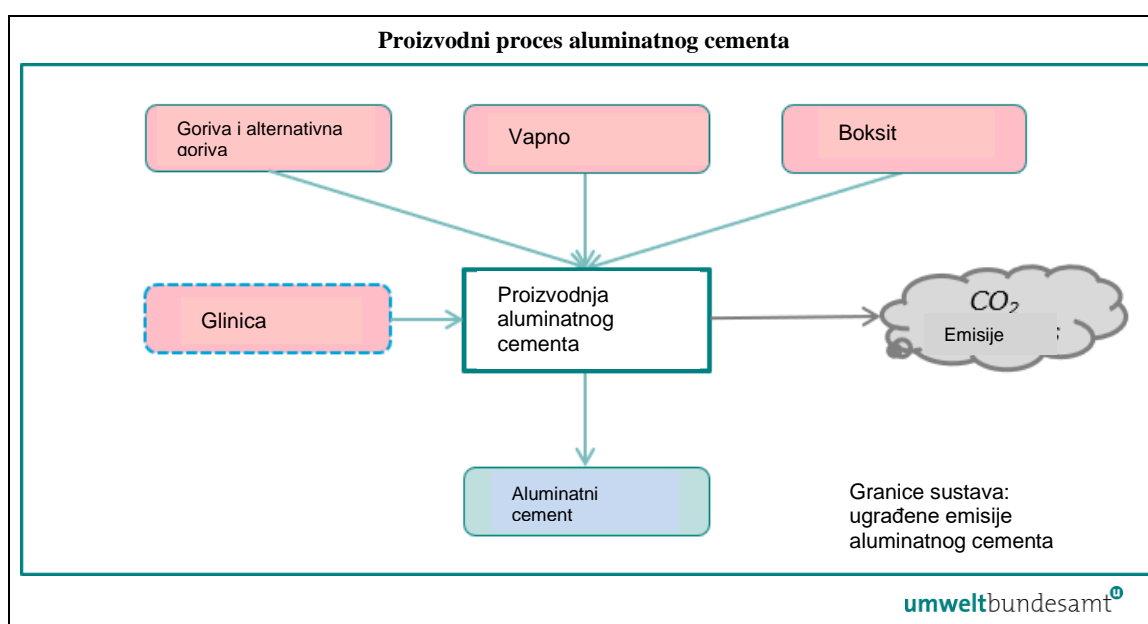 Proizvodni proces aluminatnog cementa
Goriva i alternativna
goriva
Vapno
Boksit
Glinica
Proizvodnja
aluminatnog
cementa
CO₂
Emisije
Aluminatni
cement
Granice sustava:
ugrađene emisije
aluminatnog cementa
umweltbundesamt